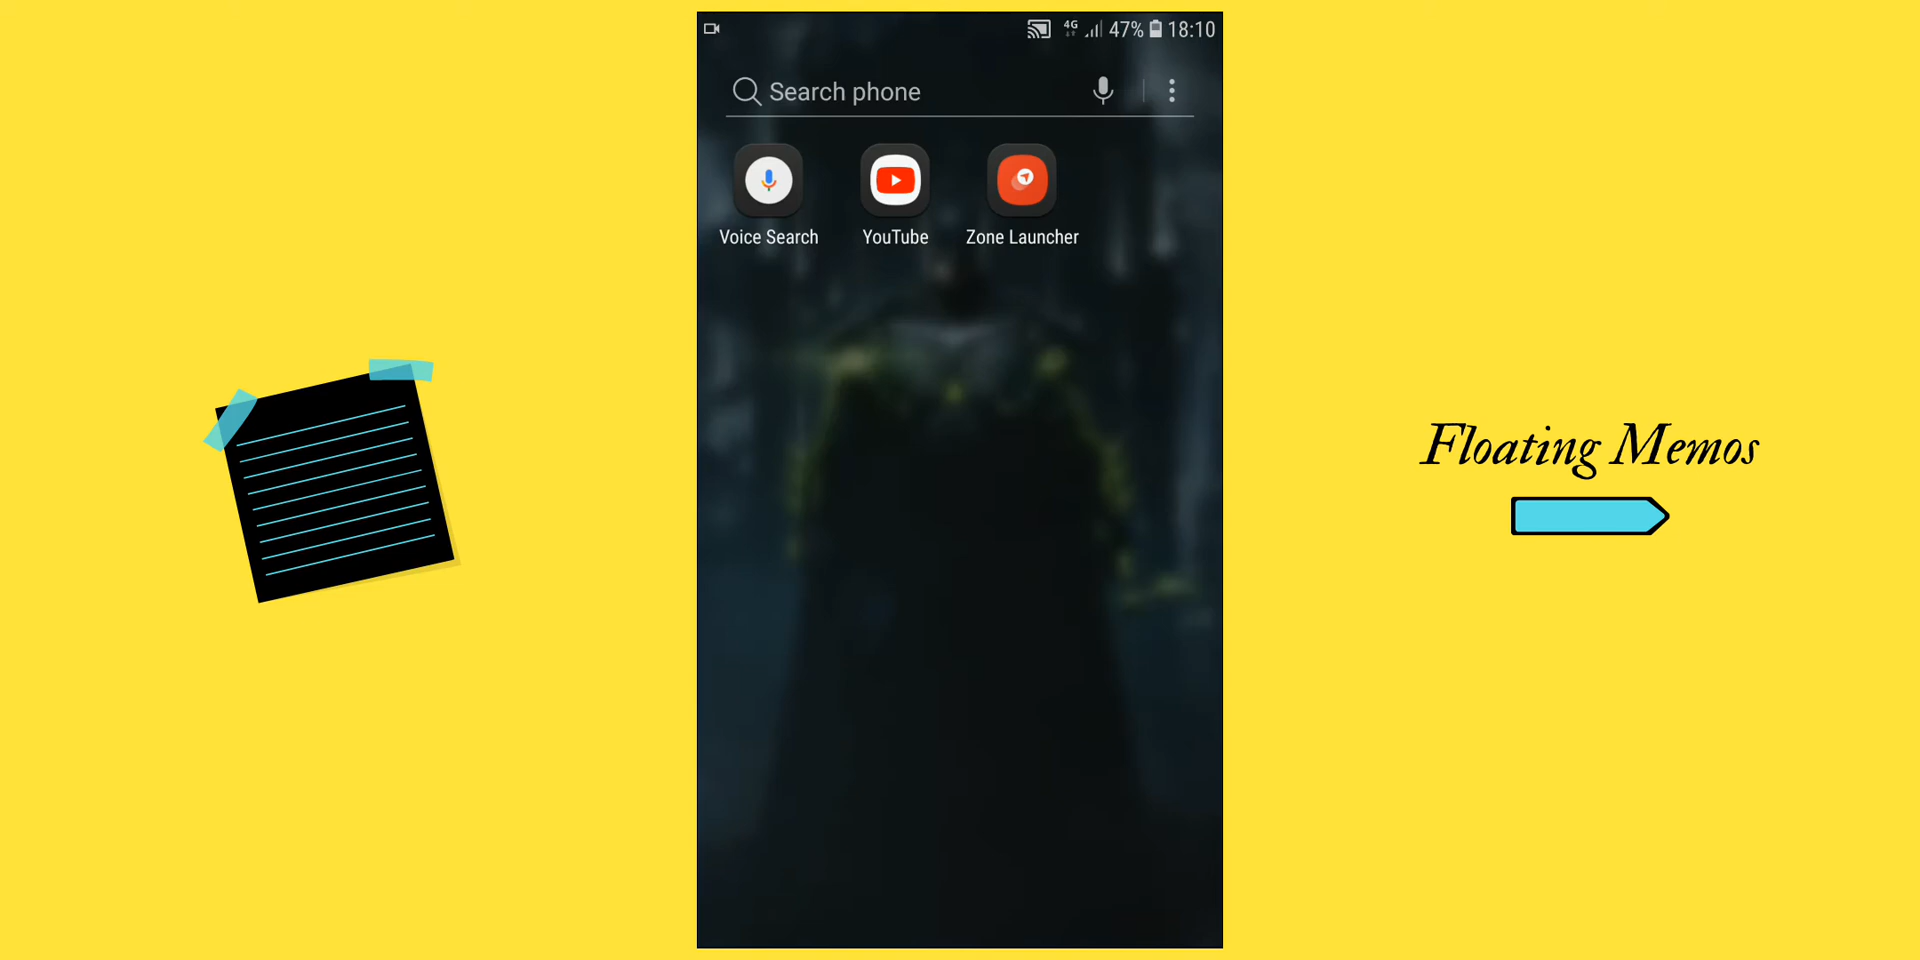 4G 47% 18:10
Search phone
Voice Search YouTube Zone Launcher
Floating Memos